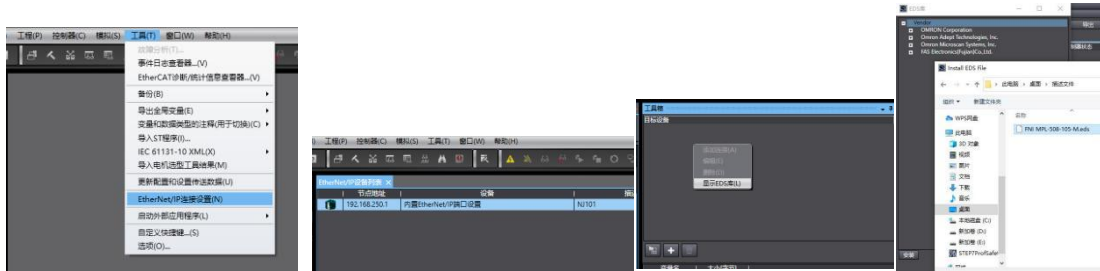 工程(P) 控制器(C) 模拟(S) 工具(T) 窗口(W) 帮助(H)
故障分析(T)...
事件日志查看器...(V)
EtherCAT诊断/统计信息查看器...(V)
备份(B)
导出全局变量(E)
变量和数据类型的注释(用于切换)(C)
导入ST程序(I)...
IEC 61131-10 XML(X)
导入电机选型工具结果(M)
更新配置和设置传送数据(U)
EtherNet/IP连接设置(N)
启动外部应用程序(L)
自定义快捷键...(S)
选项(O)...
工程(P) 控制器(C) 模拟(S) 工具(T) 窗口(W) 帮助(H)
EtherNet/IP设备列表
节点地址 设备
192.168.250.1 内置EtherNet/IP端口设置 NJ101
工具箱
目标设备
编辑(E)
显示EDS库(L)
变量名
EDS库
Vendor
OMRON Corporation
Omron Adept Technologies, Inc.
Omron Microscan Systems, Inc.
FAS Electronics(Fujian)Co.,Ltd.
导出
Install EDS File
此电脑 › 桌面 › 描述文件
组织 新建文件夹
名称
WPS网盘
FNI MPL-508-105-M.eds
此电脑
3D 对象
视频
图片
文档
下载
音乐
桌面
本地磁盘 (C:)
新加卷 (D:)
新加卷 (E:)
STEP7ProfSafe
安装